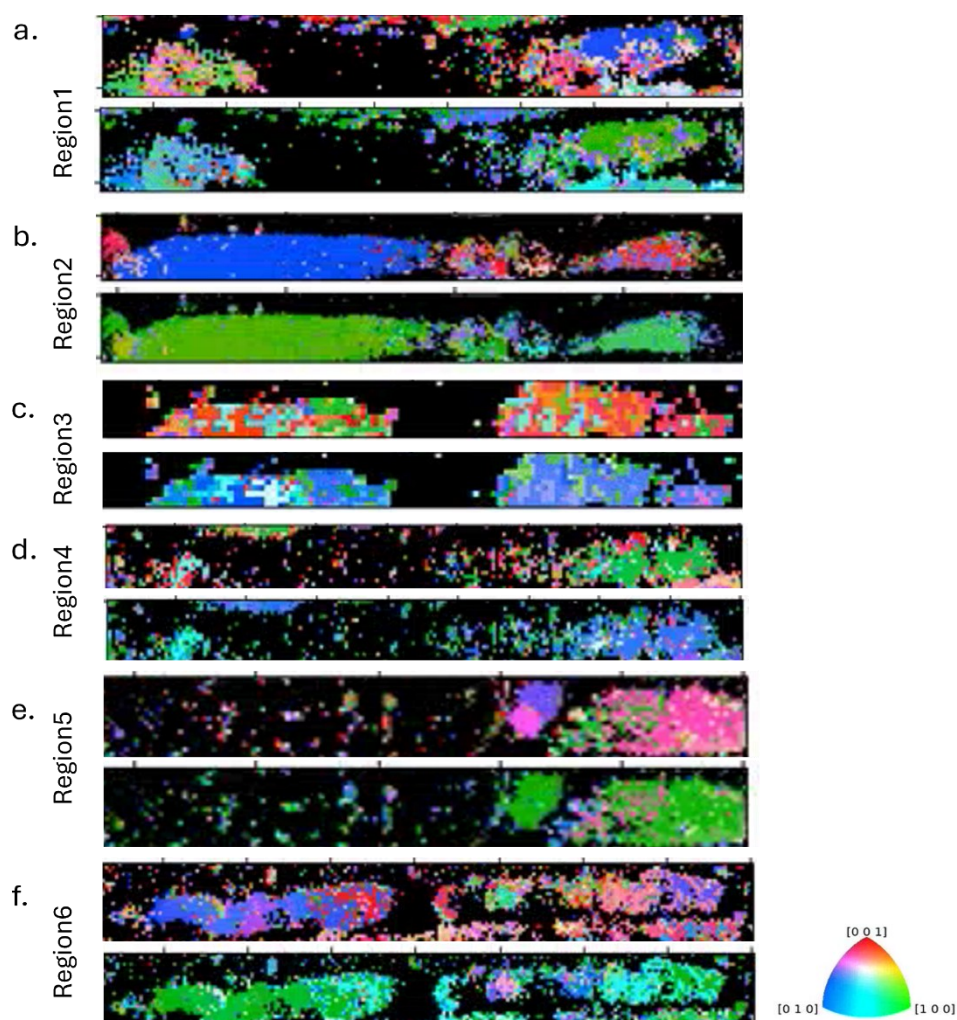 a.
Region1
b.
Region2
c.
Region3
d.
Region4
e.
Region5
f.
Region6
[0 0 1]
[0 1 0]
[1 0 0]